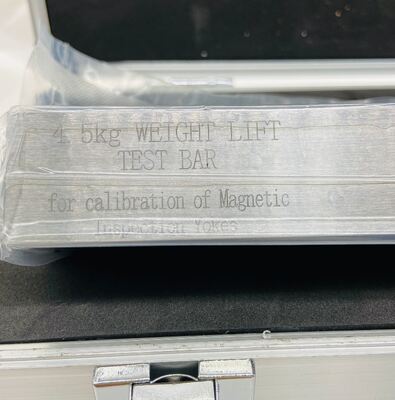 4.5kg WEIGHT LIFT
TEST BAR
for calibration of Magnetic
Inspection Yokes